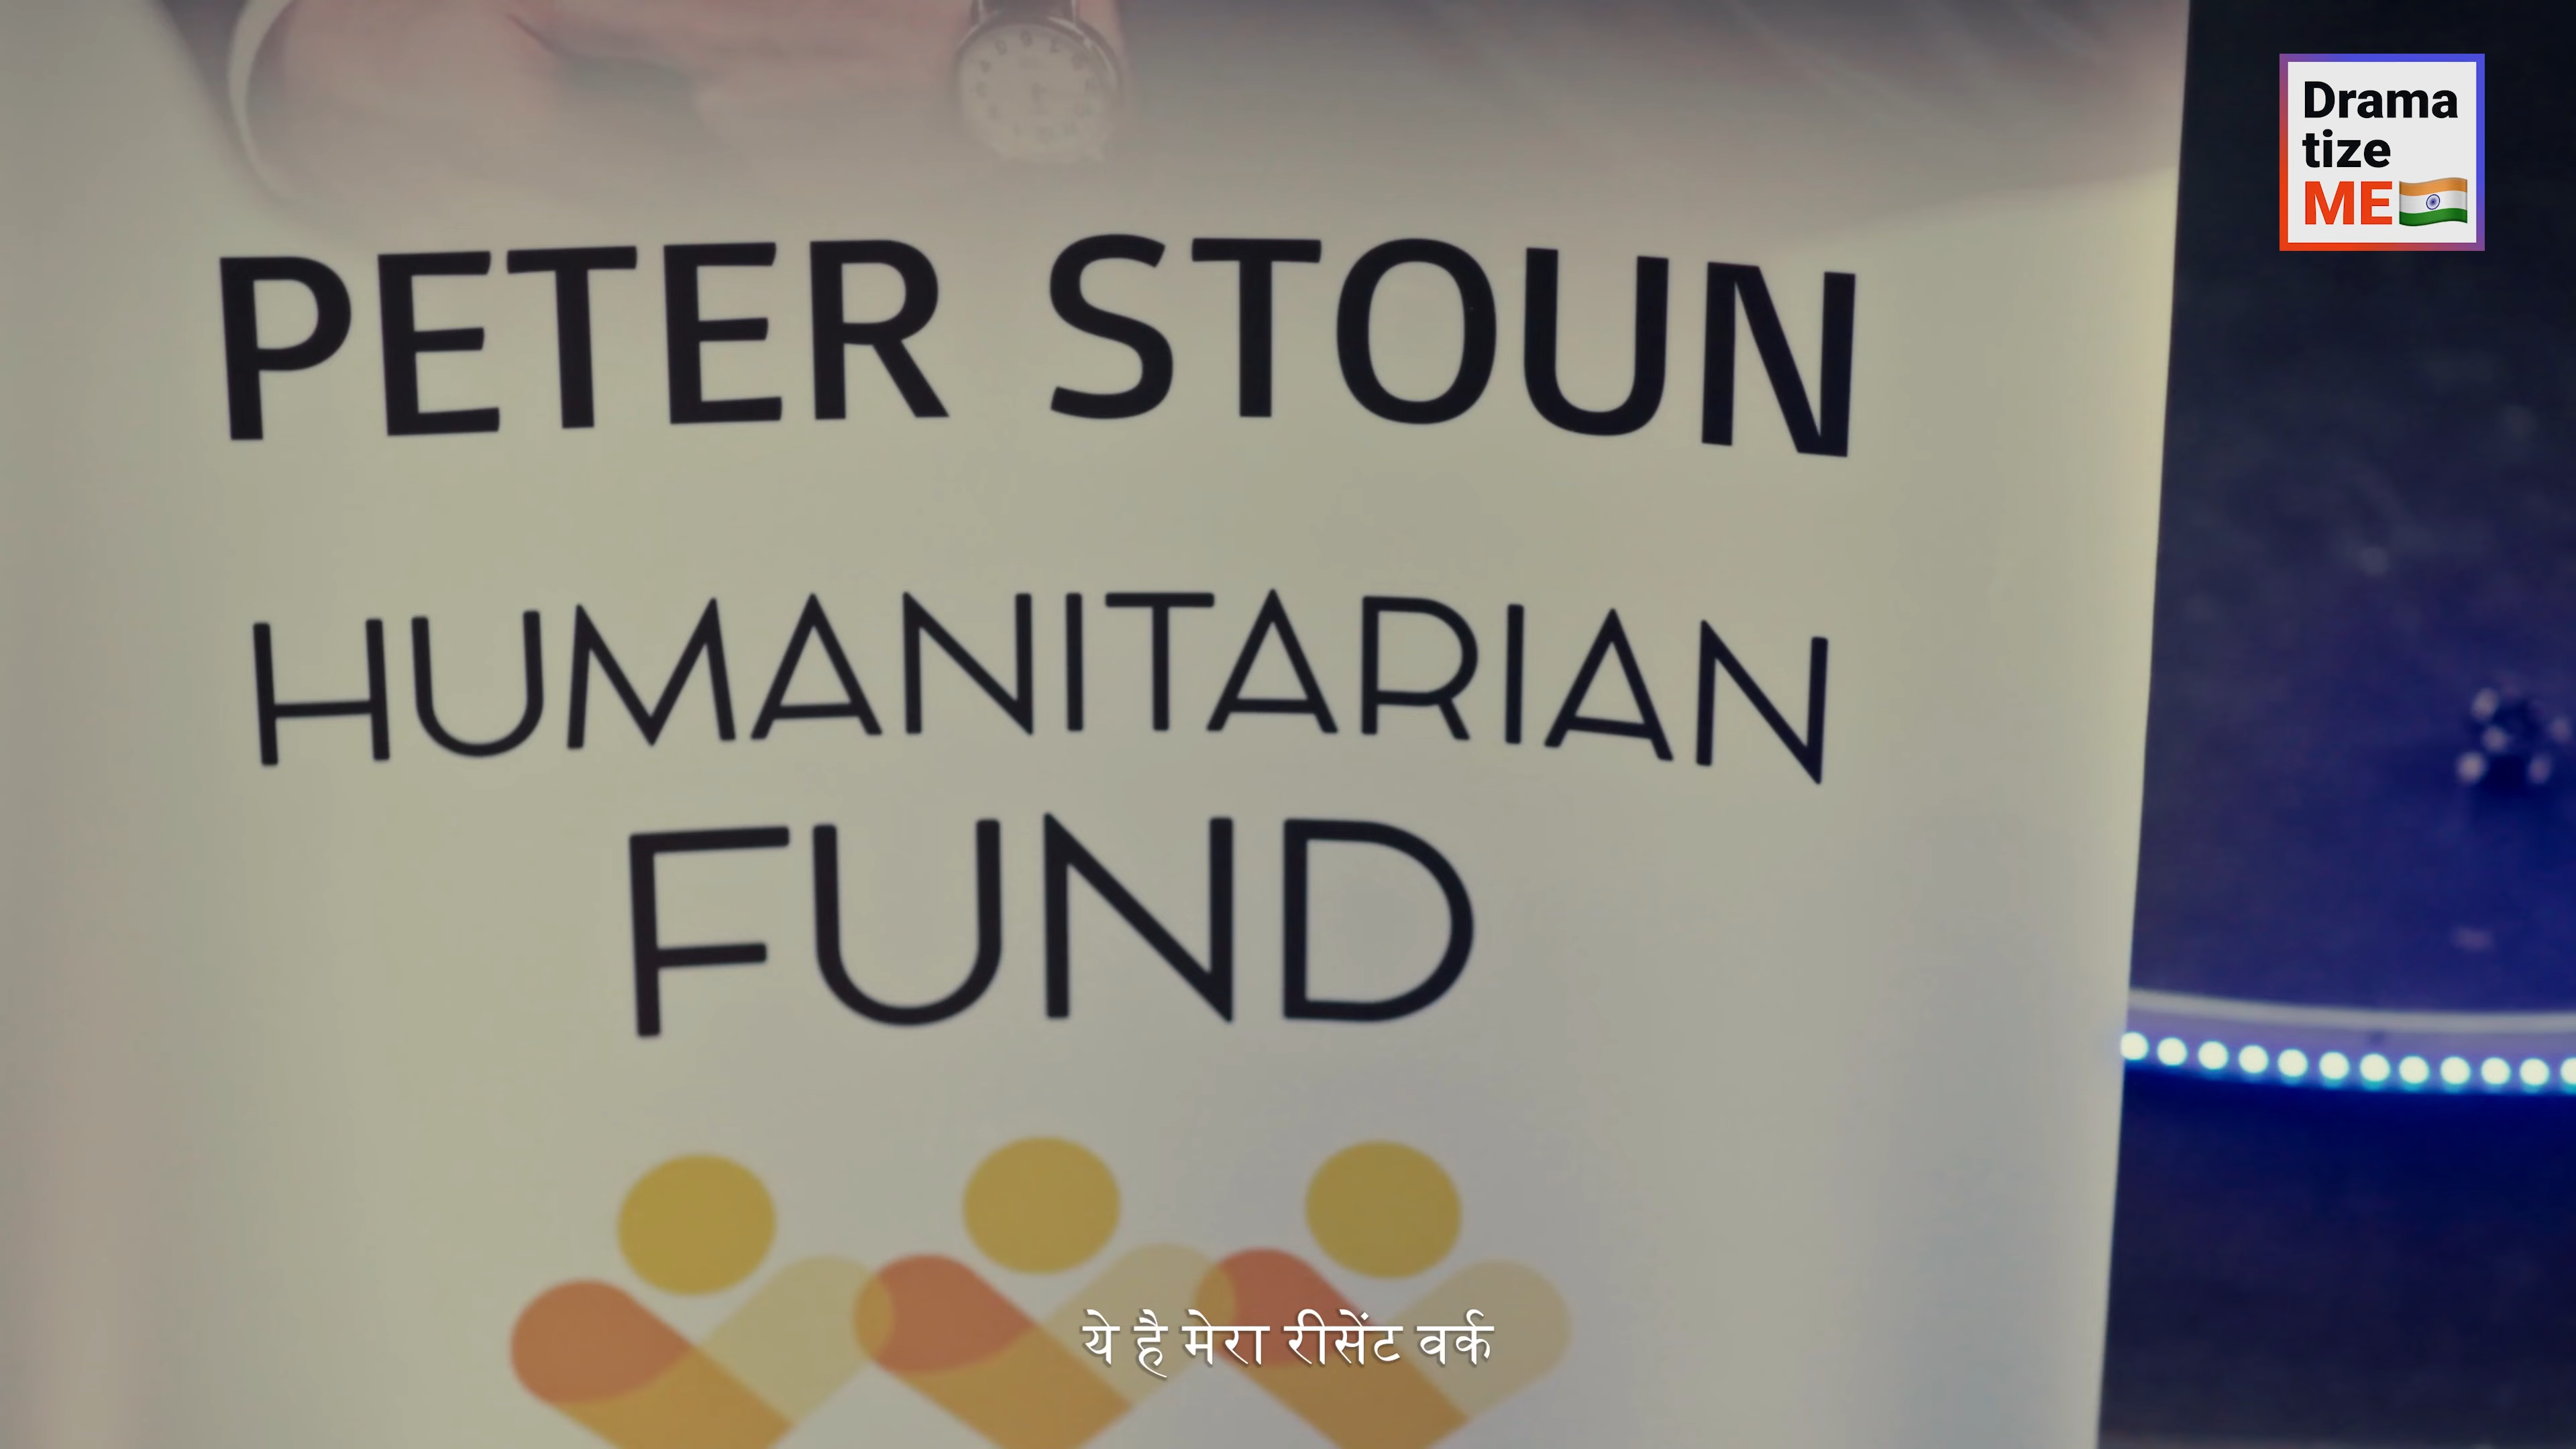 Drama
tize
ME
PETER STOUN
HUMANITARIAN
FUND
ये है मेरा रीसेंट वर्क